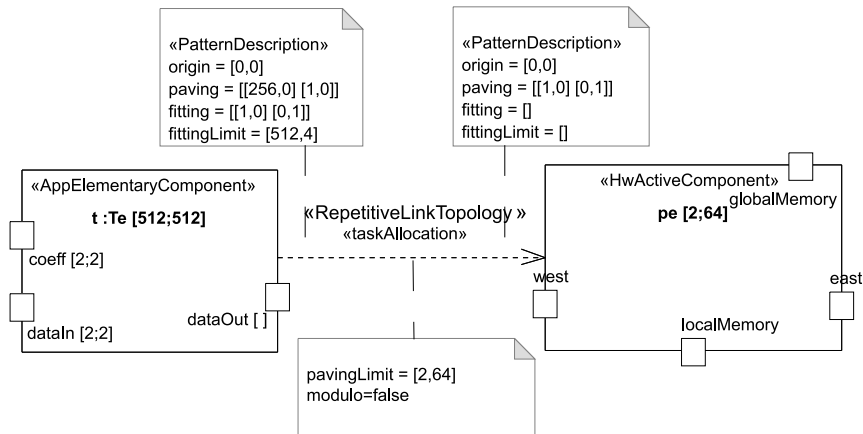 «PatternDescription»
origin = [0,0]
paving = [[256,0] [1,0]]
fitting = [[1,0] [0,1]]
fittingLimit = [512,4]
«PatternDescription»
origin = [0,0]
paving = [[1,0] [0,1]]
fitting = []
fittingLimit = []
«AppElementaryComponent»
t :Te [512;512]
coeff [2;2]
dataIn [2;2]
dataOut [ ]
«RepetitiveLinkTopology »
«taskAllocation»
«HwActiveComponent»
globalMemory
pe [2;64]
west
east
localMemory
pavingLimit = [2,64]
modulo=false